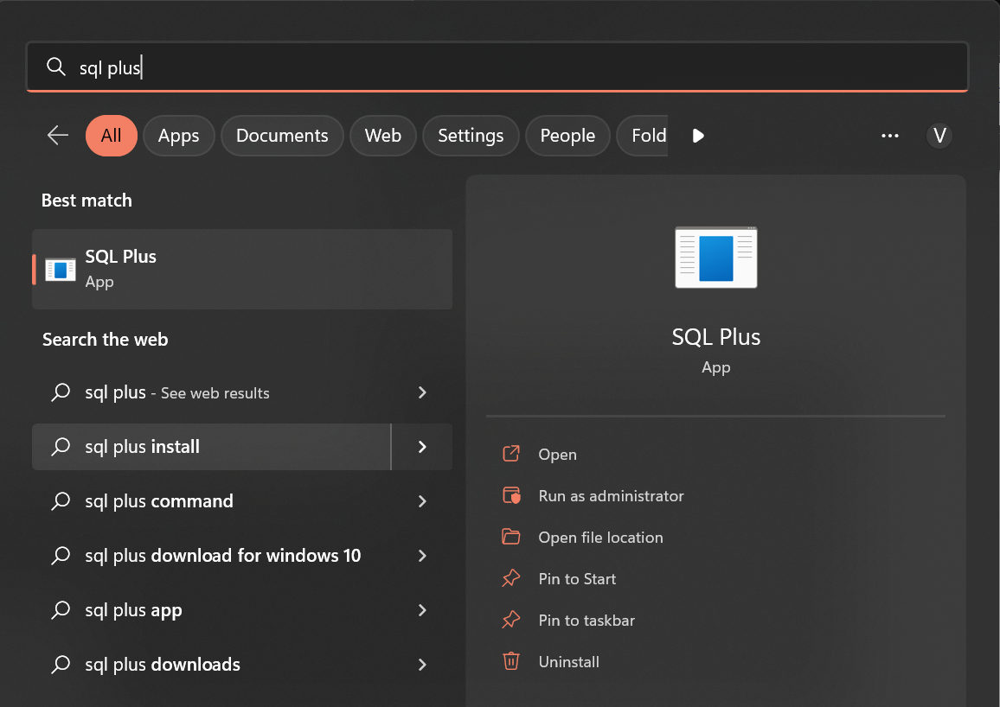 sql plus
All Apps Documents Web Settings People Fold V
Best match
SQL Plus
App
Search the web
sql plus - See web results
sql plus install
sql plus command
sql plus download for windows 10
sql plus app
sql plus downloads
SQL Plus
App
Open
Run as administrator
Open file location
Pin to Start
Pin to taskbar
Uninstall